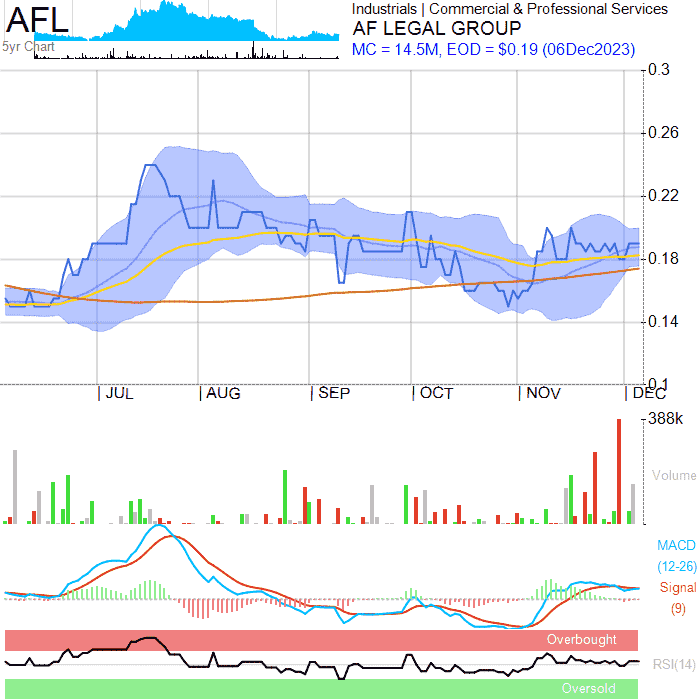 AFL
Industrials | Commercial & Professional Services
AF LEGAL GROUP
MC = 14.5M, EOD = $0.19 (06Dec2023)
5yr Chart
0.3
0.26
0.22
0.18
0.14
0.1
| JUL | AUG | SEP | OCT | NOV | DEC
388k
Volume
MACD
(12-26)
Signal
(9)
Overbought
RSI(14)
Oversold